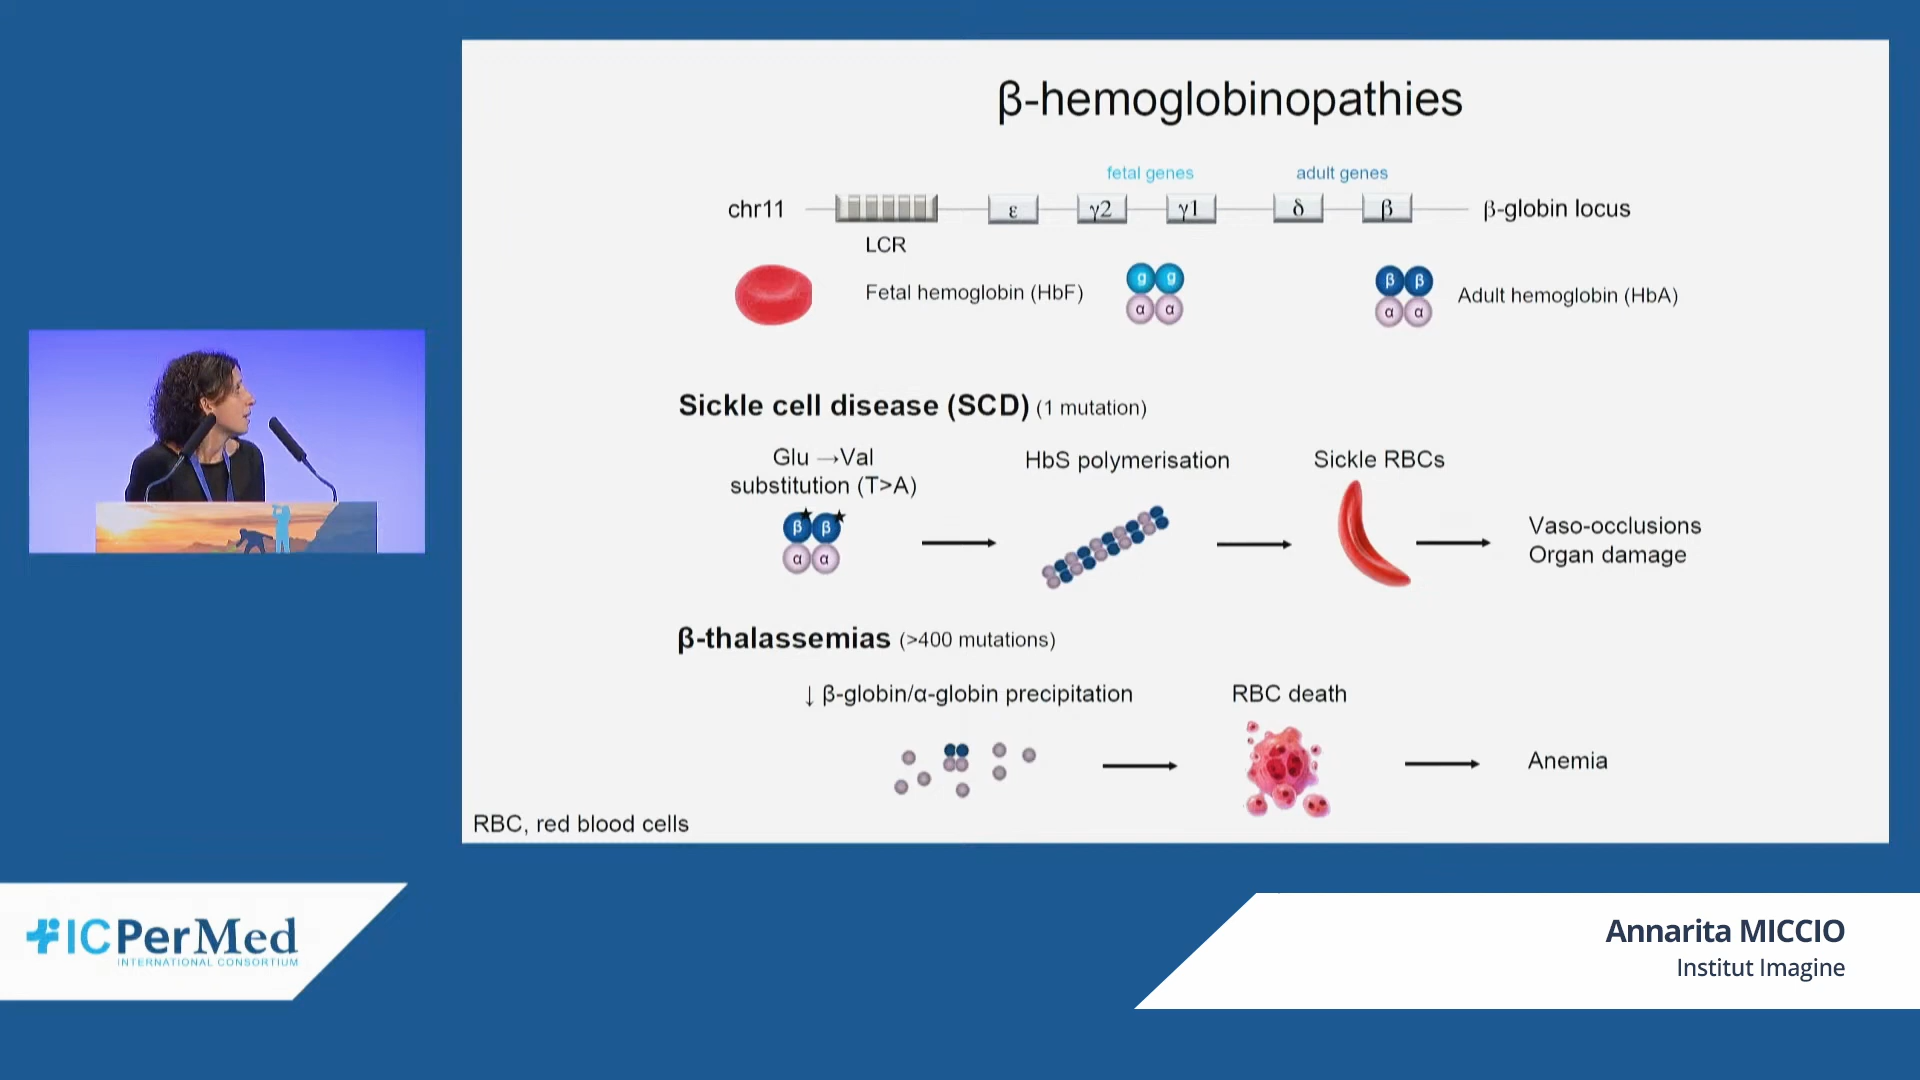 β-hemoglobinopathies
fetal genes
adult genes
chr11
ε
γ2
γ1
δ
β
β-globin locus
LCR
Fetal hemoglobin (HbF)
g g
α α
β β
α α
Adult hemoglobin (HbA)
Sickle cell disease (SCD) (1 mutation)
Glu →Val
substitution (T>A)
β β
α α
HbS polymerisation
Sickle RBCs
Vaso-occlusions
Organ damage
β-thalassemias (>400 mutations)
↓ β-globin/α-globin precipitation
RBC death
Anemia
RBC, red blood cells
ICPerMed
INTERNATIONAL CONSORTIUM
Annarita MICCIO
Institut Imagine